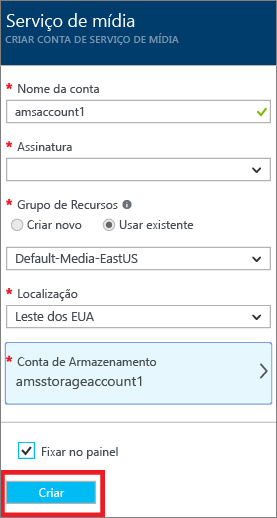 Serviço de mídia
CRIAR CONTA DE SERVIÇO DE MÍDIA
* Nome da conta
amsaccount1
* Assinatura
* Grupo de Recursos
Criar novo Usar existente
Default-Media-EastUS
* Localização
Leste dos EUA
* Conta de Armazenamento
amsstorageaccount1
Fixar no painel
Criar